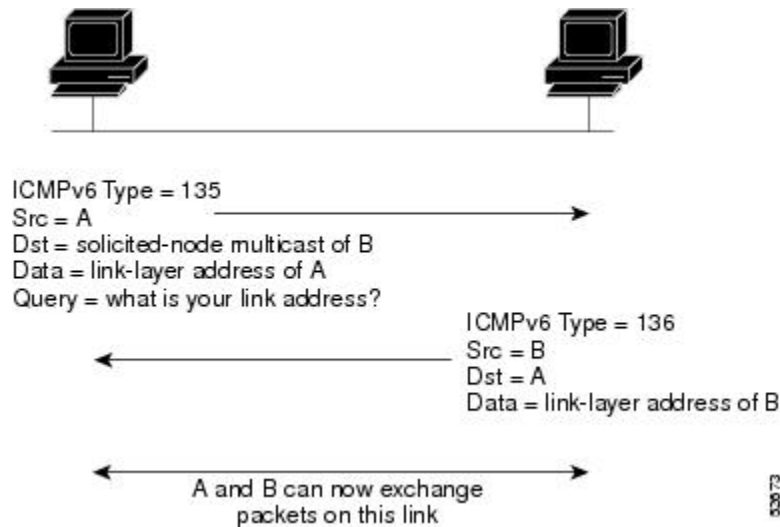 ICMPv6 Type = 135
Src = A
Dst = solicited-node multicast of B
Data = link-layer address of A
Query = what is your link address?
ICMPv6 Type = 136
Src = B
Dst = A
Data = link-layer address of B
A and B can now exchange
packets on this link